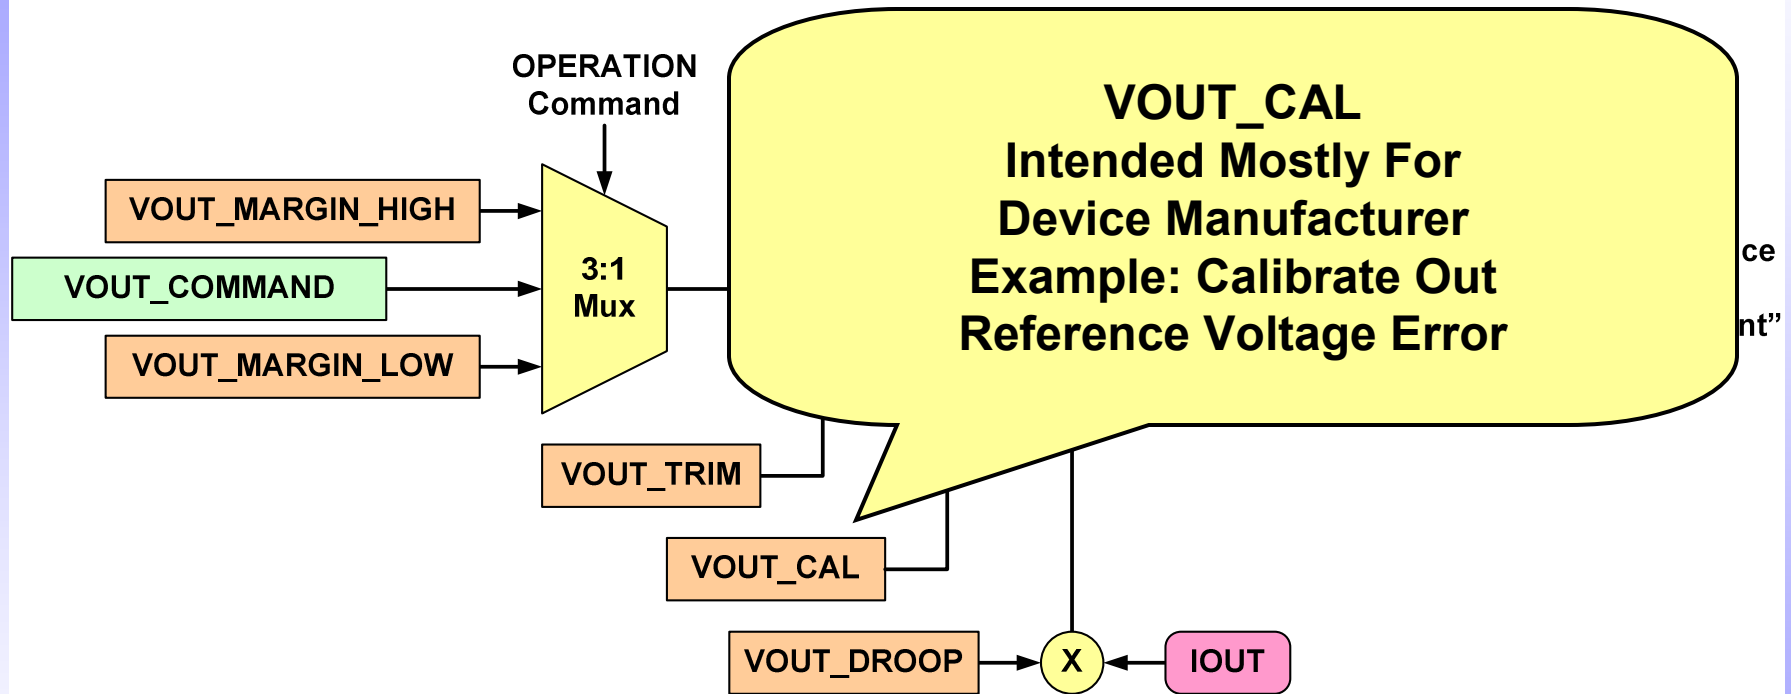 OPERATION
Command
VOUT_CAL
Intended Mostly For
Device Manufacturer
Example: Calibrate Out
Reference Voltage Error
VOUT_MARGIN_HIGH
VOUT_COMMAND
VOUT_MARGIN_LOW
3:1
Mux
ce
nt”
VOUT_TRIM
VOUT_CAL
VOUT_DROOP
X
IOUT